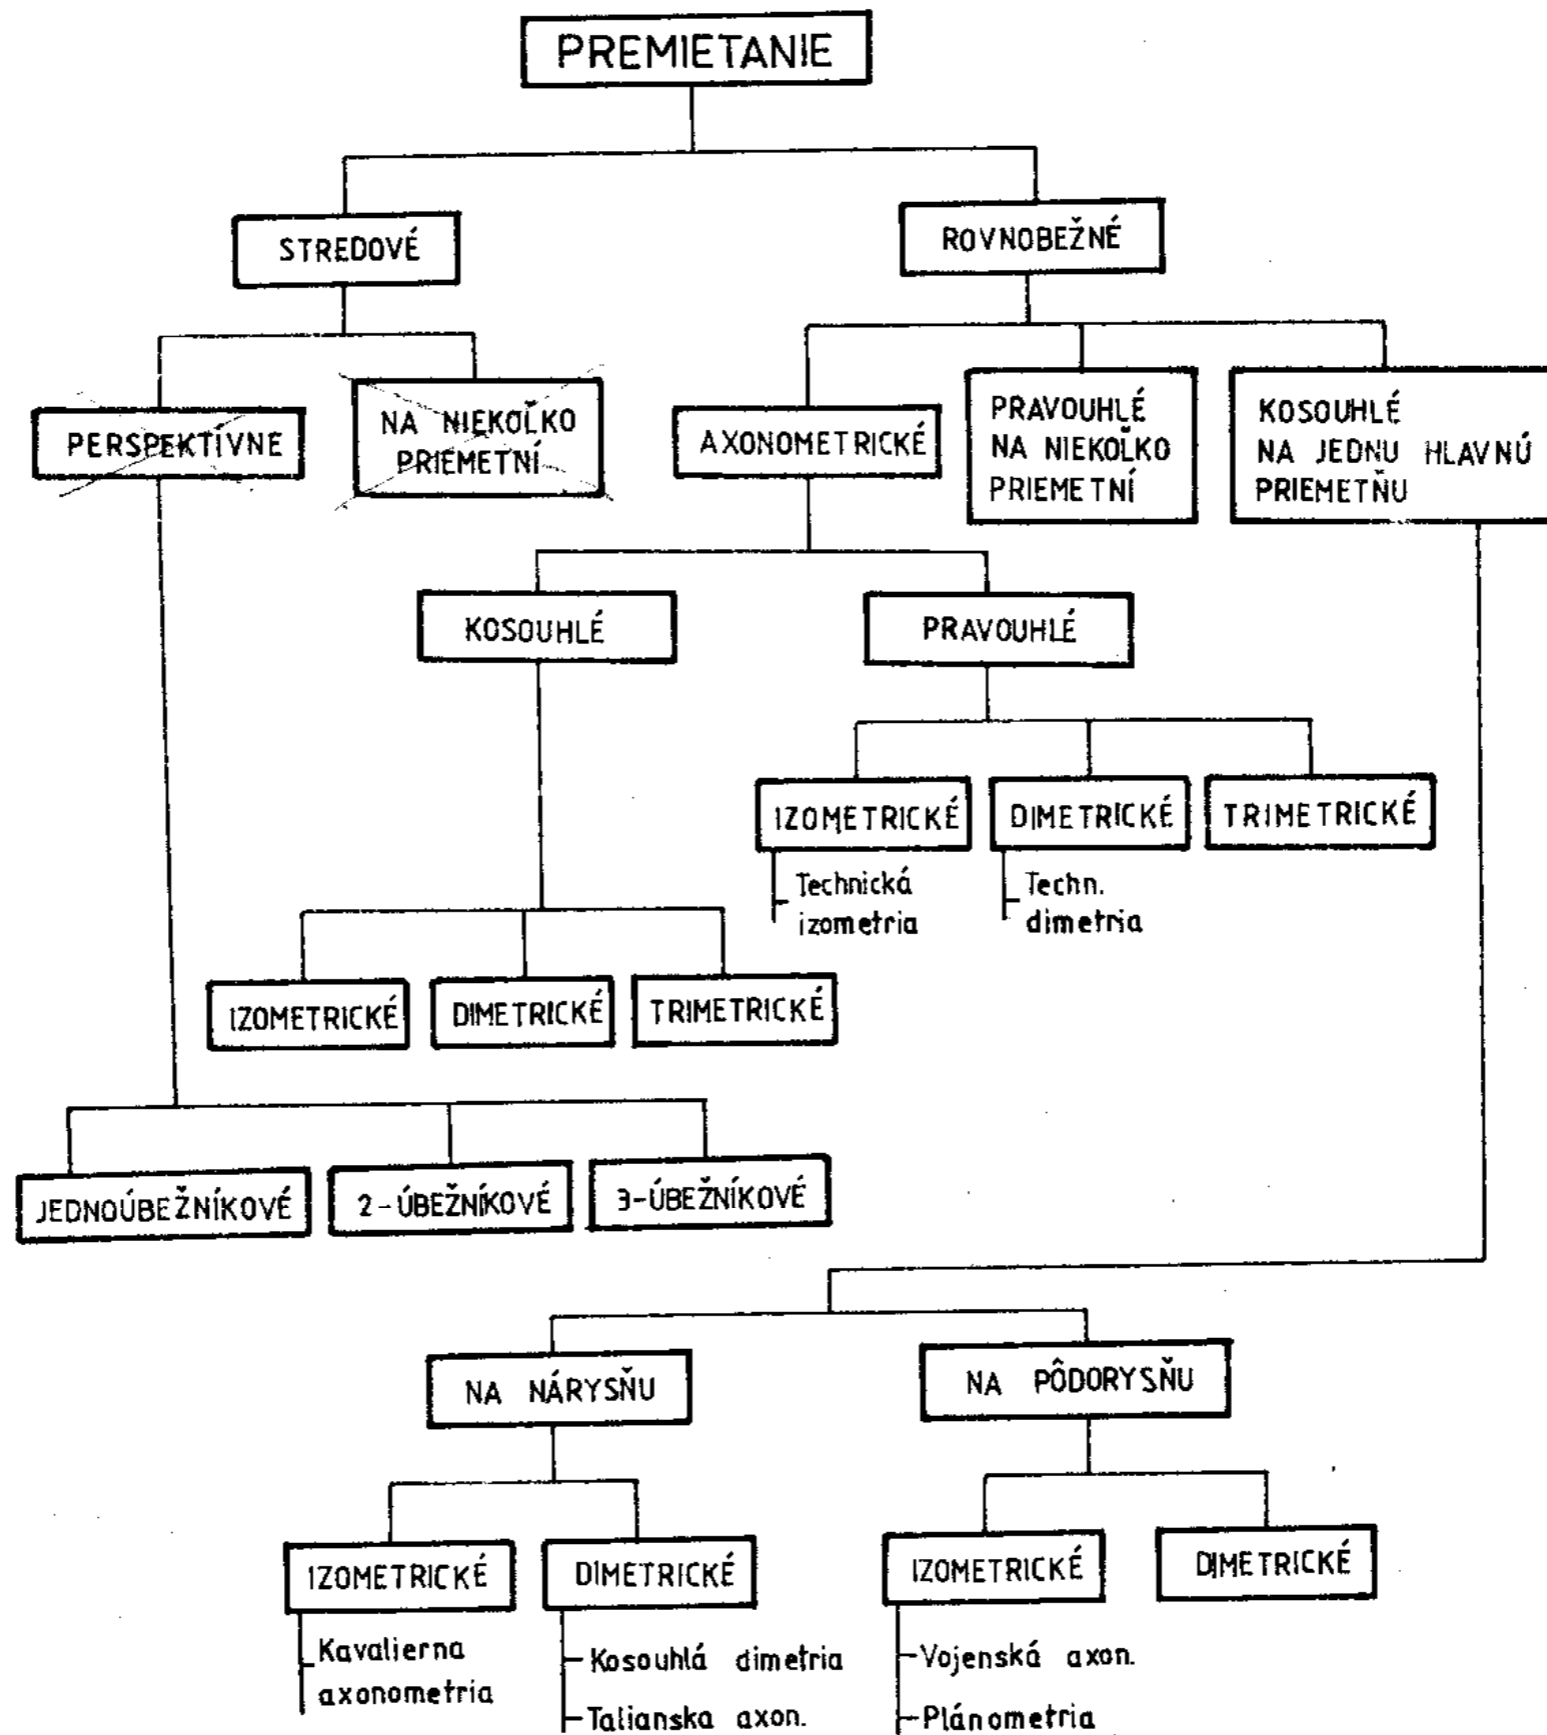 PREMIETANIE
STREDOVÉ
ROVNOBEŽNÉ
PERSPEKTÍVNE
NA NIEKOĽKO
PRIEMETNÍ
AXONOMETRICKÉ
PRAVOUHLÉ
NA NIEKOĽKO
PRIEMETNÍ
KOSOUHLÉ
NA JEDNU HLAVNÚ
PRIEMETŇU
KOSOUHLÉ
PRAVOUHLÉ
IZOMETRICKÉ
DIMETRICKÉ
TRIMETRICKÉ
Technická
izometria
Techn.
dimetria
IZOMETRICKÉ
DIMETRICKÉ
TRIMETRICKÉ
JEDNOÚBEŽNÍKOVÉ
2-ÚBEŽNÍKOVÉ
3-ÚBEŽNÍKOVÉ
NA NÁRYSŇU
NA PÔDORYSŇU
IZOMETRICKÉ
DIMETRICKÉ
IZOMETRICKÉ
DIMETRICKÉ
Kavalierna
axonometria
Kosouhlá dimetria
Talianska axon.
Vojenská axon.
Plánometria